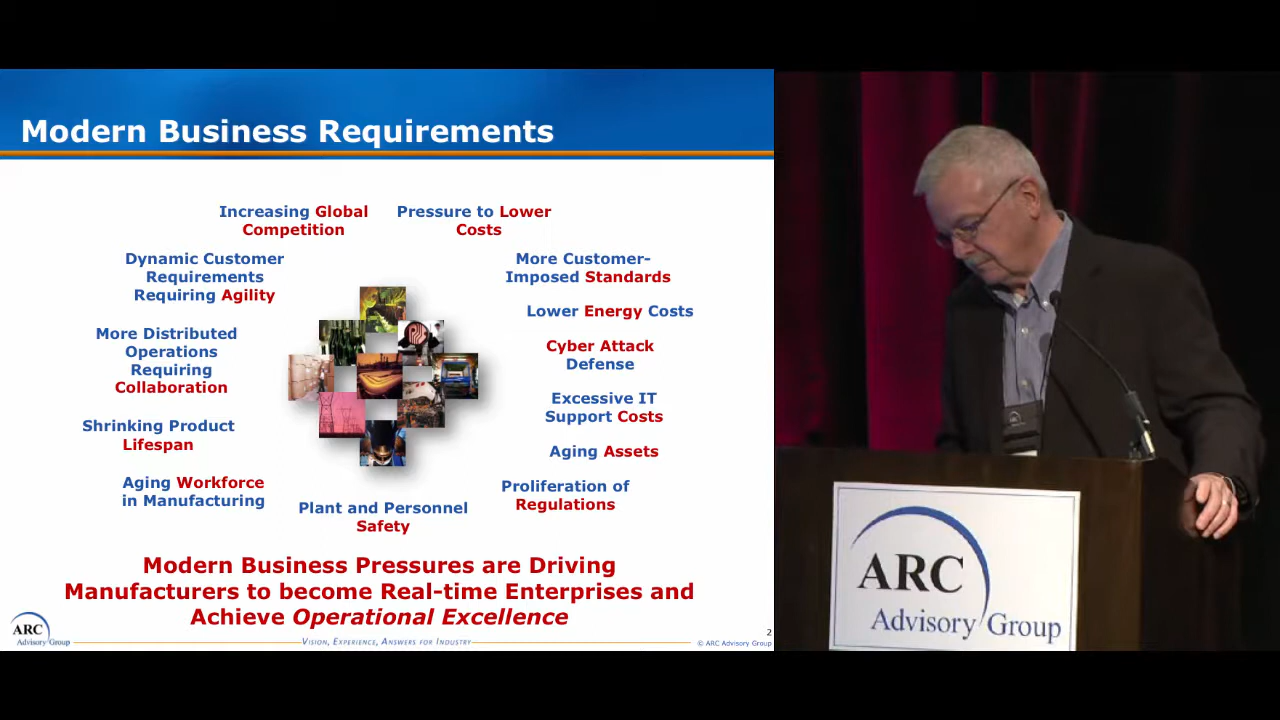 Modern Business Requirements
Increasing Global
Competition
Pressure to Lower
Costs
Dynamic Customer
Requirements
Requiring Agility
More Customer-
Imposed Standards
Lower Energy Costs
More Distributed
Operations
Requiring
Collaboration
Cyber Attack
Defense
Excessive IT
Support Costs
Shrinking Product
Lifespan
Aging Assets
Aging Workforce
in Manufacturing
Proliferation of
Regulations
Plant and Personnel
Safety
Modern Business Pressures are Driving
Manufacturers to become Real-time Enterprises and
Achieve Operational Excellence
ARC
Advisory Group
Vision, Experience, Answers for Industry
2
© ARC Advisory Group
ARC
Advisory Group